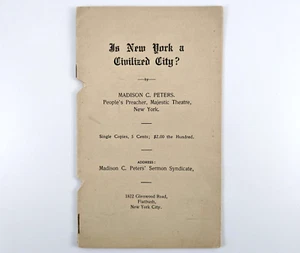 Is New York a
Civilized City?
by
MADISON C. PETERS.
People's Preacher, Majestic Theatre,
New York.
Single Copies, 5 Cents; $2.00 the Hundred.
ADDRESS:
Madison C. Peters' Sermon Syndicate,
Glenwood Road,
Flatbush,
New York City.